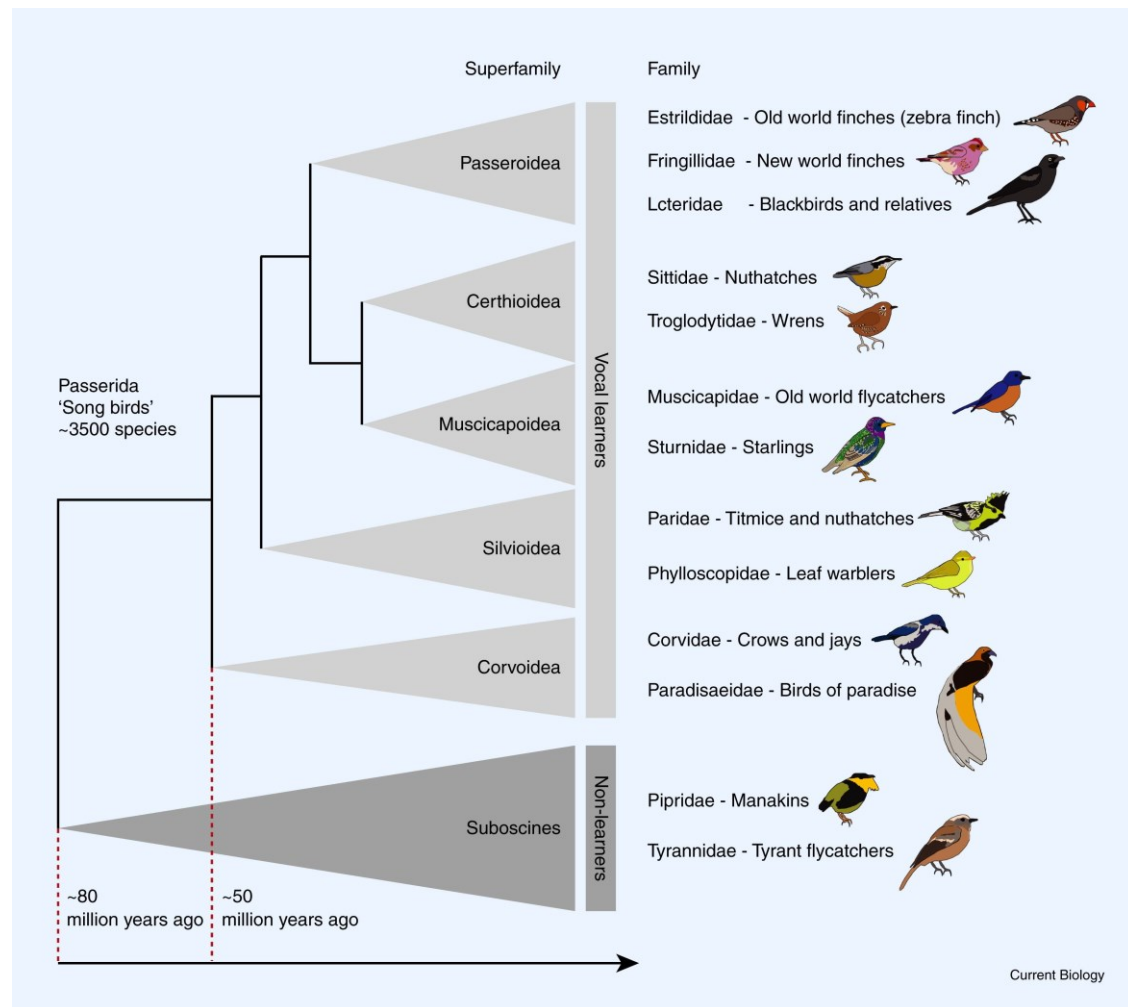 Superfamily Family
Estrildidae - Old world finches (zebra finch)
Passeroidea
Fringillidae - New world finches
Lcteridae - Blackbirds and relatives
Sittidae - Nuthatches
Certhioidea
Troglodytidae - Wrens
Vocal learners
Passerida
'Song birds'
~3500 species
Muscicapidae - Old world flycatchers
Muscicapoidea
Sturnidae - Starlings
Paridae - Titmice and nuthatches
Silvioidea
Phylloscopidae - Leaf warblers
Corvidae - Crows and jays
Corvoidea
Paradisaeidae - Birds of paradise
Non-learners
Pipridae - Manakins
Suboscines
Tyrannidae - Tyrant flycatchers
~80
million years ago
~50
million years ago
Current Biology